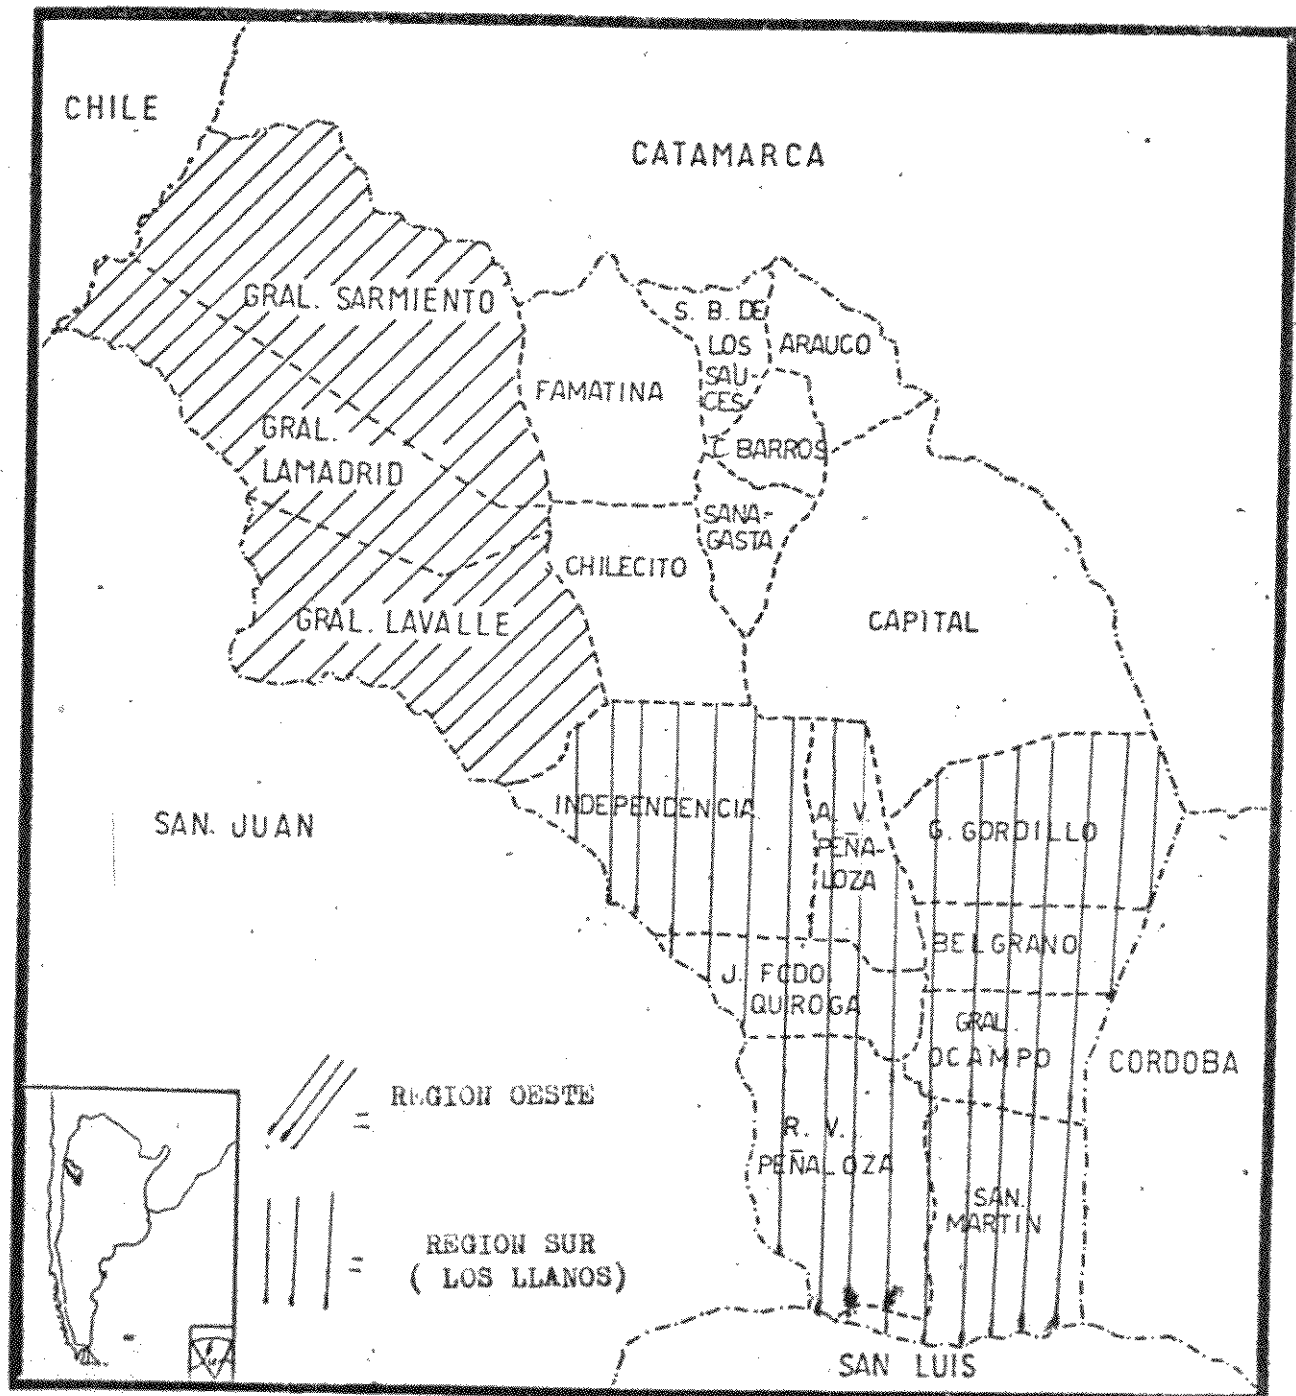 CHILE
CATAMARCA
GRAL. SARMIENTO
S. B. DE
LOS
SAU-
CES
ARAUCO
FAMATINA
GRAL.
LAMADRID
C BARROS
SANA-
GASTA
CHILECITO
GRAL. LAVALLE
CAPITAL
INDEPENDENCIA
A. V.
PEÑA-
LOZA
G. GORDILLO
SAN. JUAN
BELGRANO
J. FCDO.
QUIROGA
GRAL.
OCAMPO
CORDOBA
= REGION OESTE
R. V.
PEÑALOZA
SAN.
MARTIN
= REGION SUR
( LOS LLANOS)
SAN LUIS